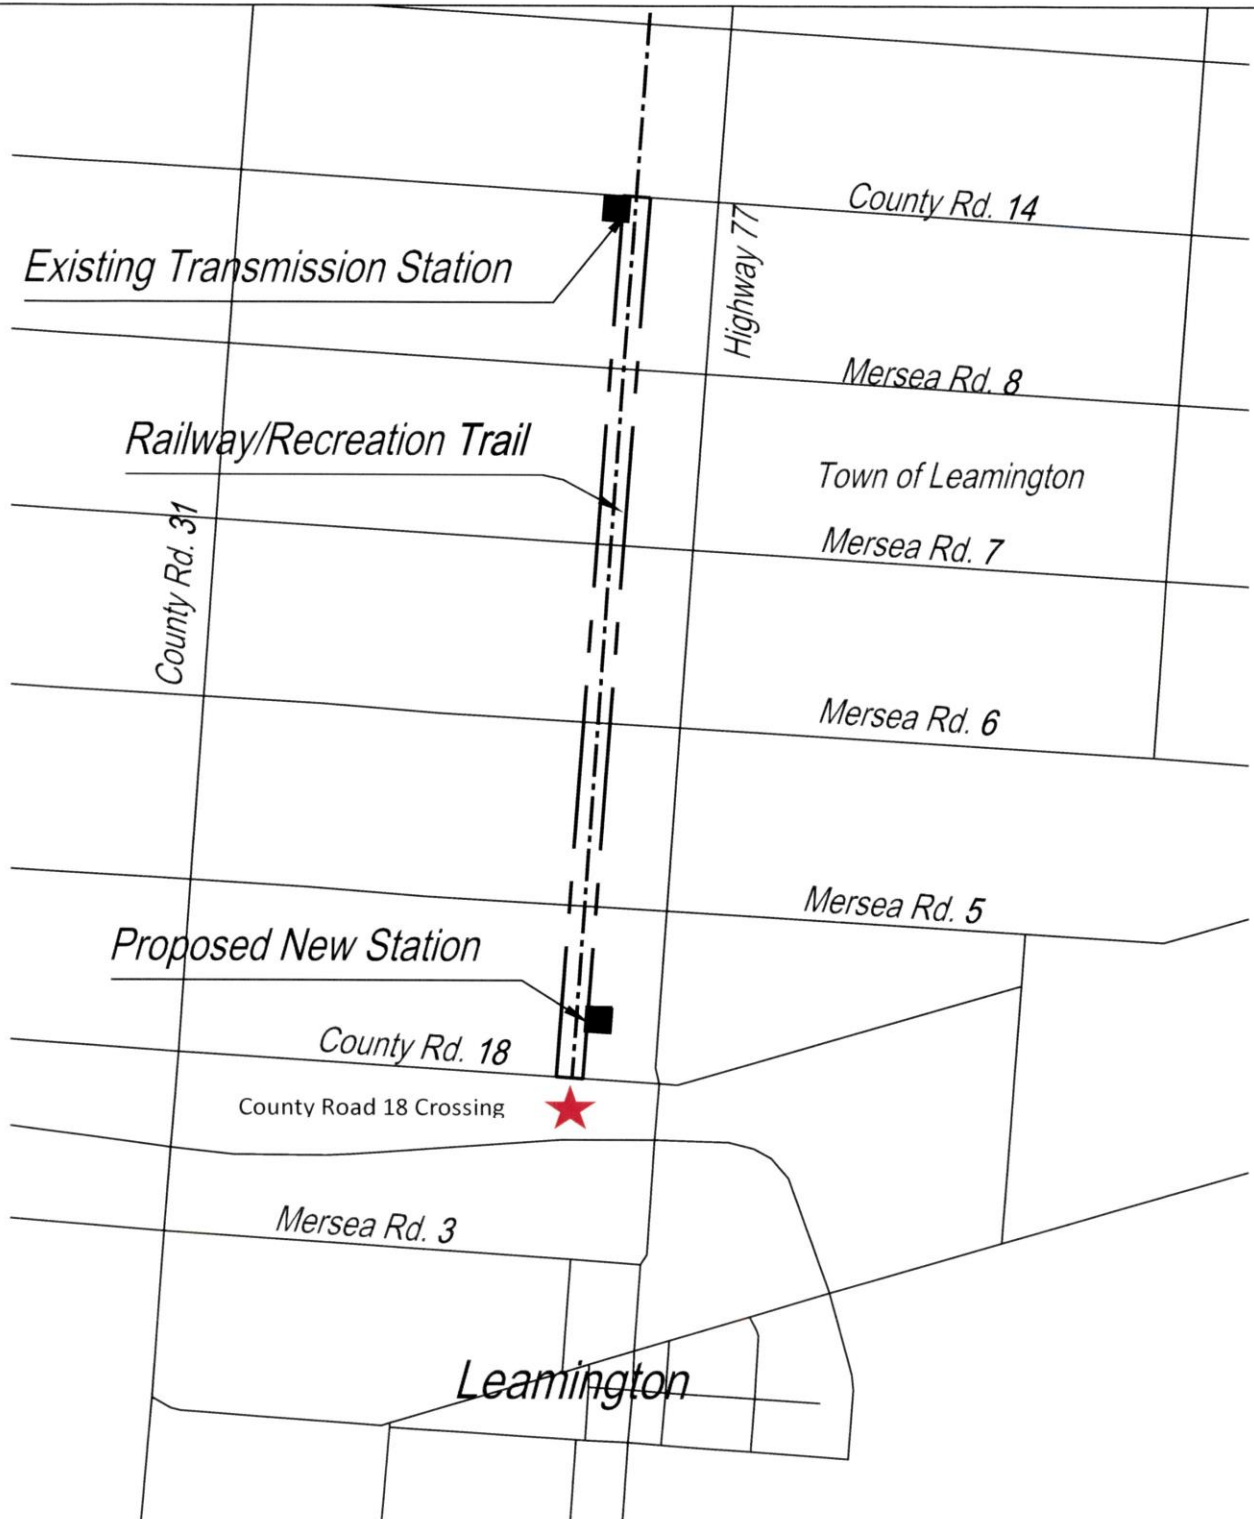 County Rd. 14
Highway 77
Existing Transmission Station
Mersea Rd. 8
Railway/Recreation Trail
Town of Leamington
County Rd. 31
Mersea Rd. 7
Mersea Rd. 6
Mersea Rd. 5
Proposed New Station
County Rd. 18
County Road 18 Crossing
Mersea Rd. 3
Leamington